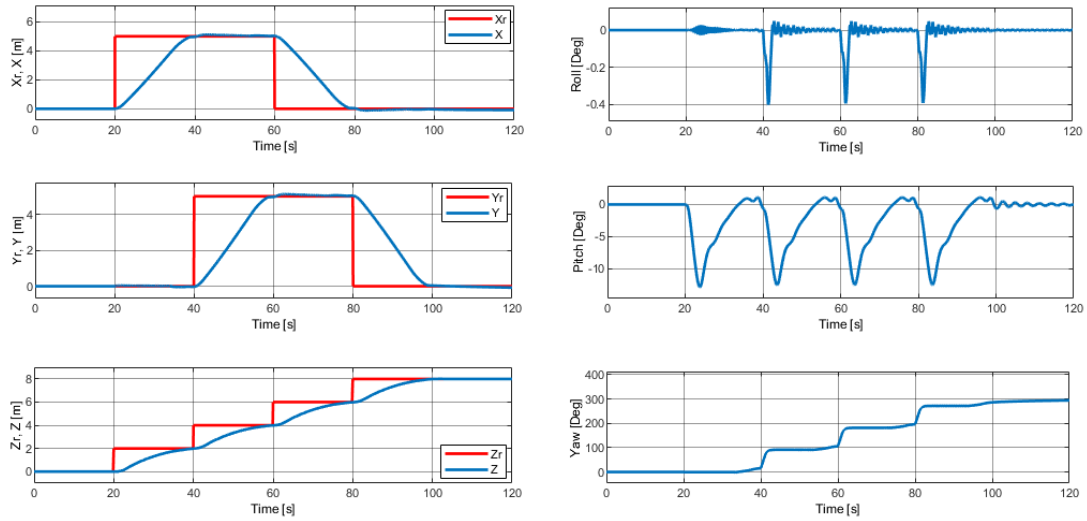 Xr, X [m]
6
4
2
0
Xr
X
0 20 40 60 80 100 120
Time [s]
Yr, Y [m]
4
2
0
Yr
Y
0 20 40 60 80 100 120
Time [s]
Zr, Z [m]
8
6
4
2
0
Zr
Z
0 20 40 60 80 100 120
Time [s]
Roll [Deg]
0
-0.2
-0.4
0 20 40 60 80 100 120
Time [s]
Pitch [Deg]
0
-5
-10
0 20 40 60 80 100 120
Time [s]
Yaw [Deg]
400
300
200
100
0
0 20 40 60 80 100 120
Time [s]